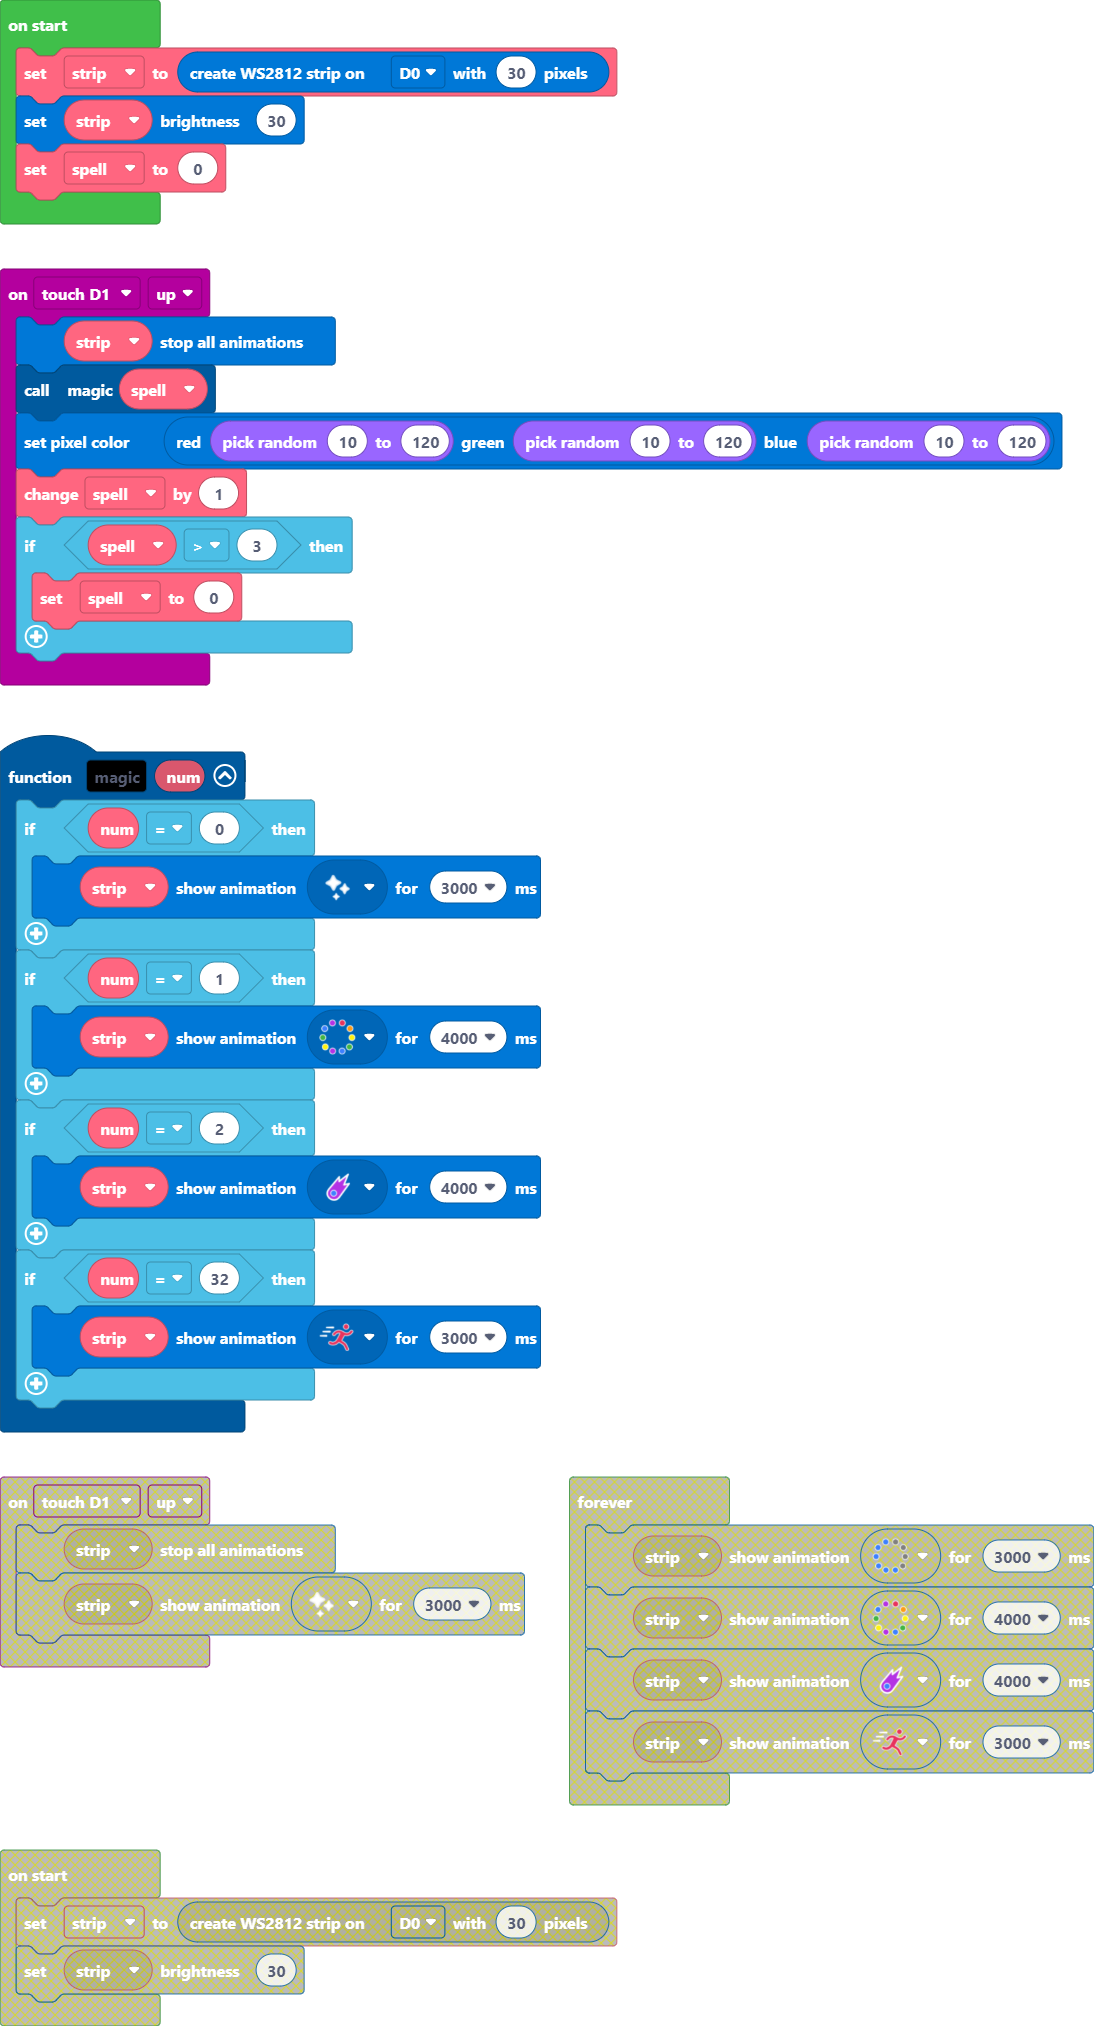 on start
set strip to create WS2812 strip on D0 with 30 pixels
set strip brightness 30
set spell to 0
on touch D1 up
strip stop all animations
call magic spell
set pixel color red pick random 10 to 120 green pick random 10 to 120 blue pick random 10 to 120
change spell by 1
if spell > 3 then
set spell to 0
function magic num
if num = 0 then
strip show animation for 3000 ms
if num = 1 then
strip show animation for 4000 ms
if num = 2 then
strip show animation for 4000 ms
if num = 32 then
strip show animation for 3000 ms
on touch D1 up
strip stop all animations
strip show animation for 3000 ms
forever
strip show animation for 3000 ms
strip show animation for 4000 ms
strip show animation for 4000 ms
strip show animation for 3000 ms
on start
set strip to create WS2812 strip on D0 with 30 pixels
set strip brightness 30